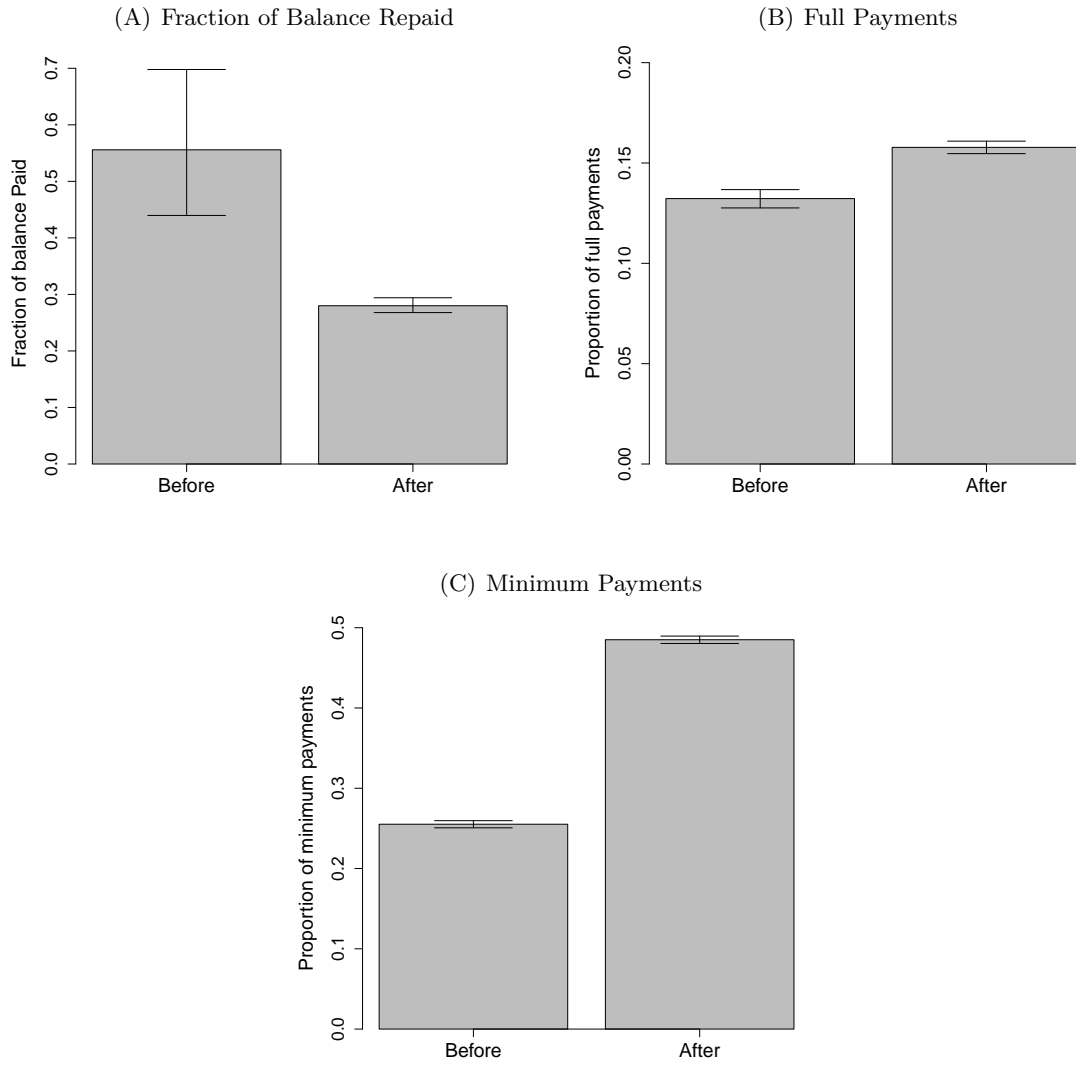 (A) Fraction of Balance Repaid
Fraction of balance Paid
0.7
0.6
0.5
0.4
0.3
0.2
0.1
0.0
Before
After
(B) Full Payments
Proportion of full payments
0.20
0.15
0.10
0.05
0.00
Before
After
(C) Minimum Payments
Proportion of minimum payments
0.5
0.4
0.3
0.2
0.1
0.0
Before
After